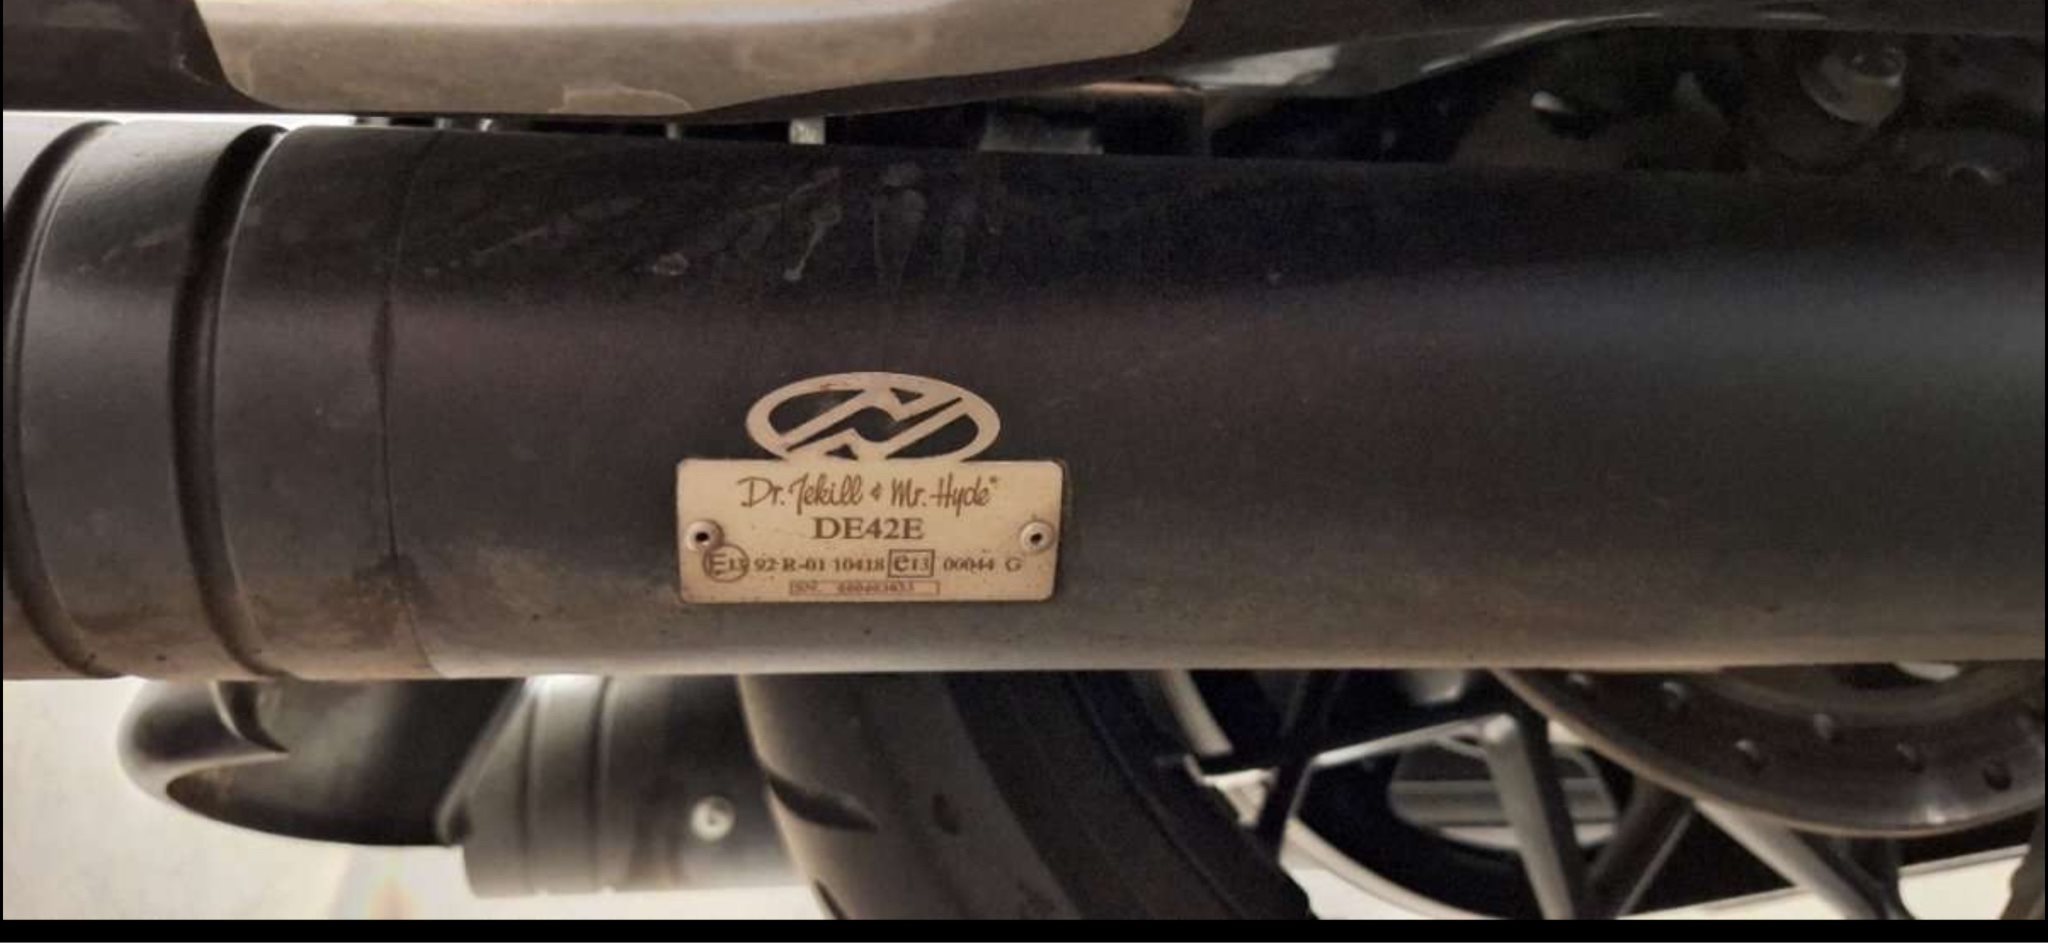 Dr. Jekill & Mr. Hyde®
DE42E
E13 92 R-01 10418 e13 00044 G